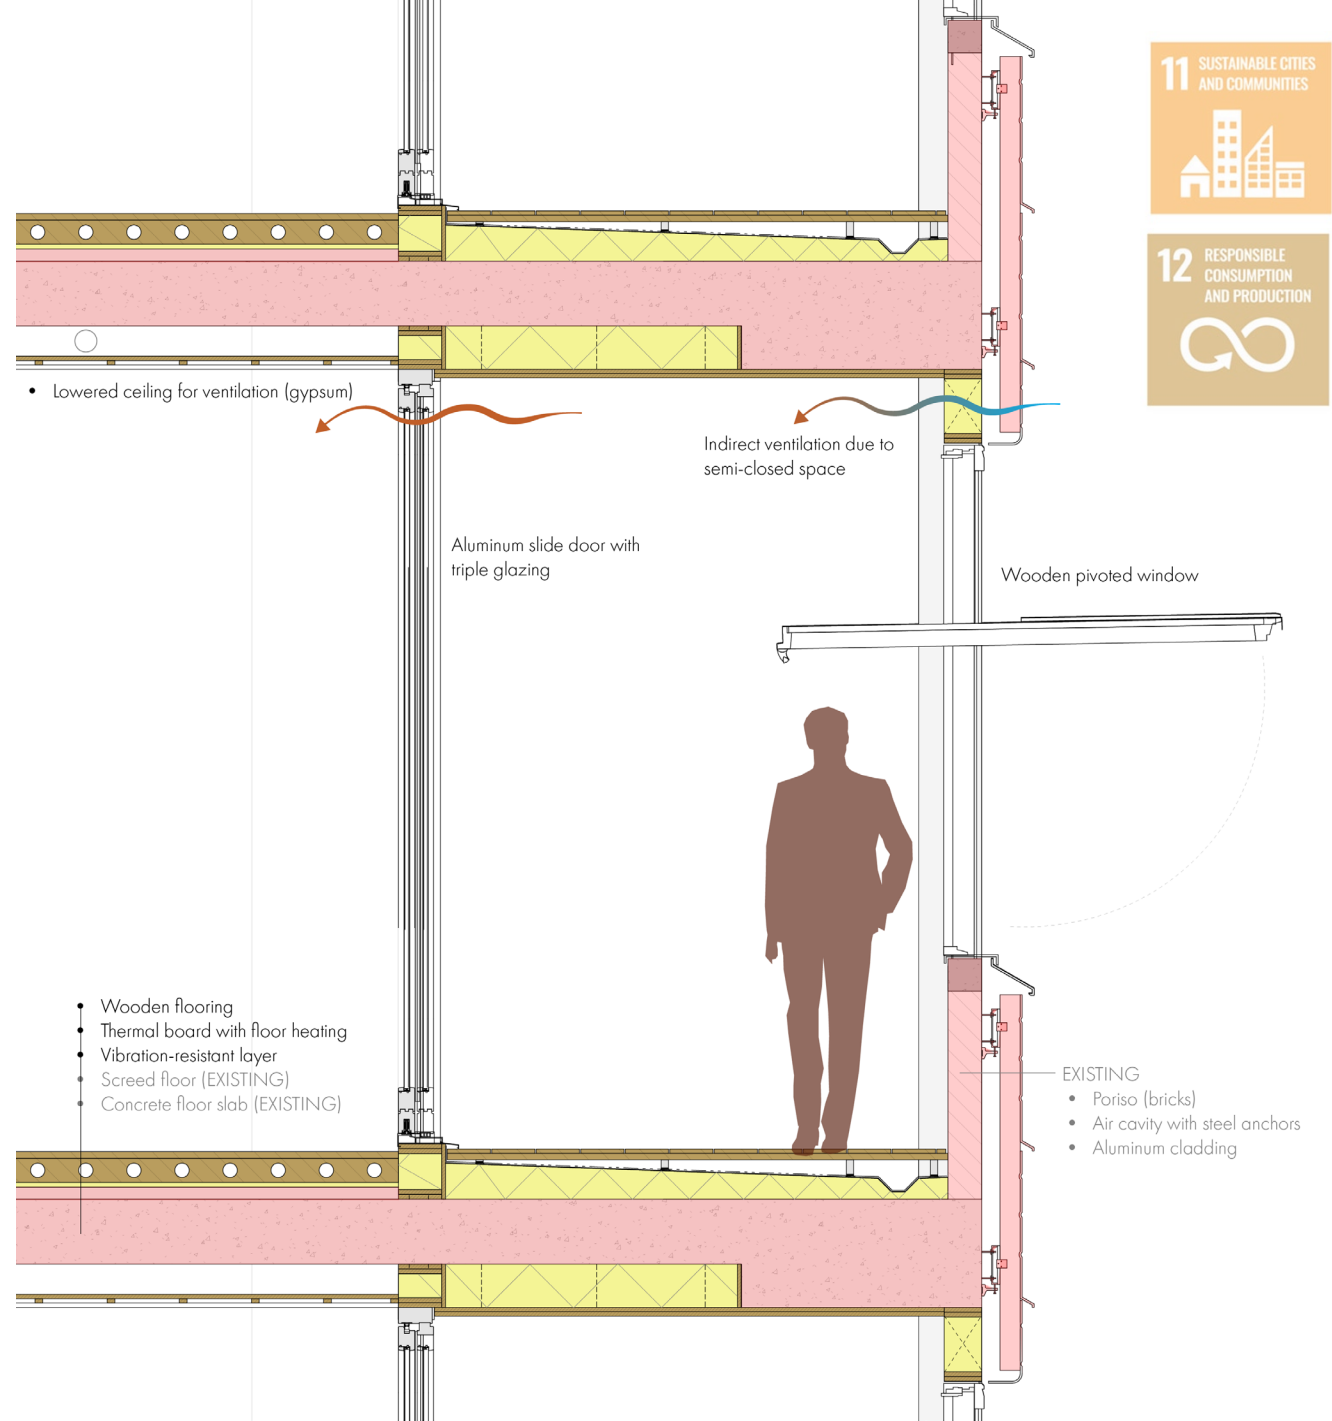 11 SUSTAINABLE CITIES
AND COMMUNITIES
12 RESPONSIBLE
CONSUMPTION
AND PRODUCTION
• Lowered ceiling for ventilation (gypsum)
Indirect ventilation due to
semi-closed space
Aluminum slide door with
triple glazing
Wooden pivoted window
• Wooden flooring
• Thermal board with floor heating
• Vibration-resistant layer
• Screed floor (EXISTING)
• Concrete floor slab (EXISTING)
EXISTING
• Poriso (bricks)
• Air cavity with steel anchors
• Aluminum cladding